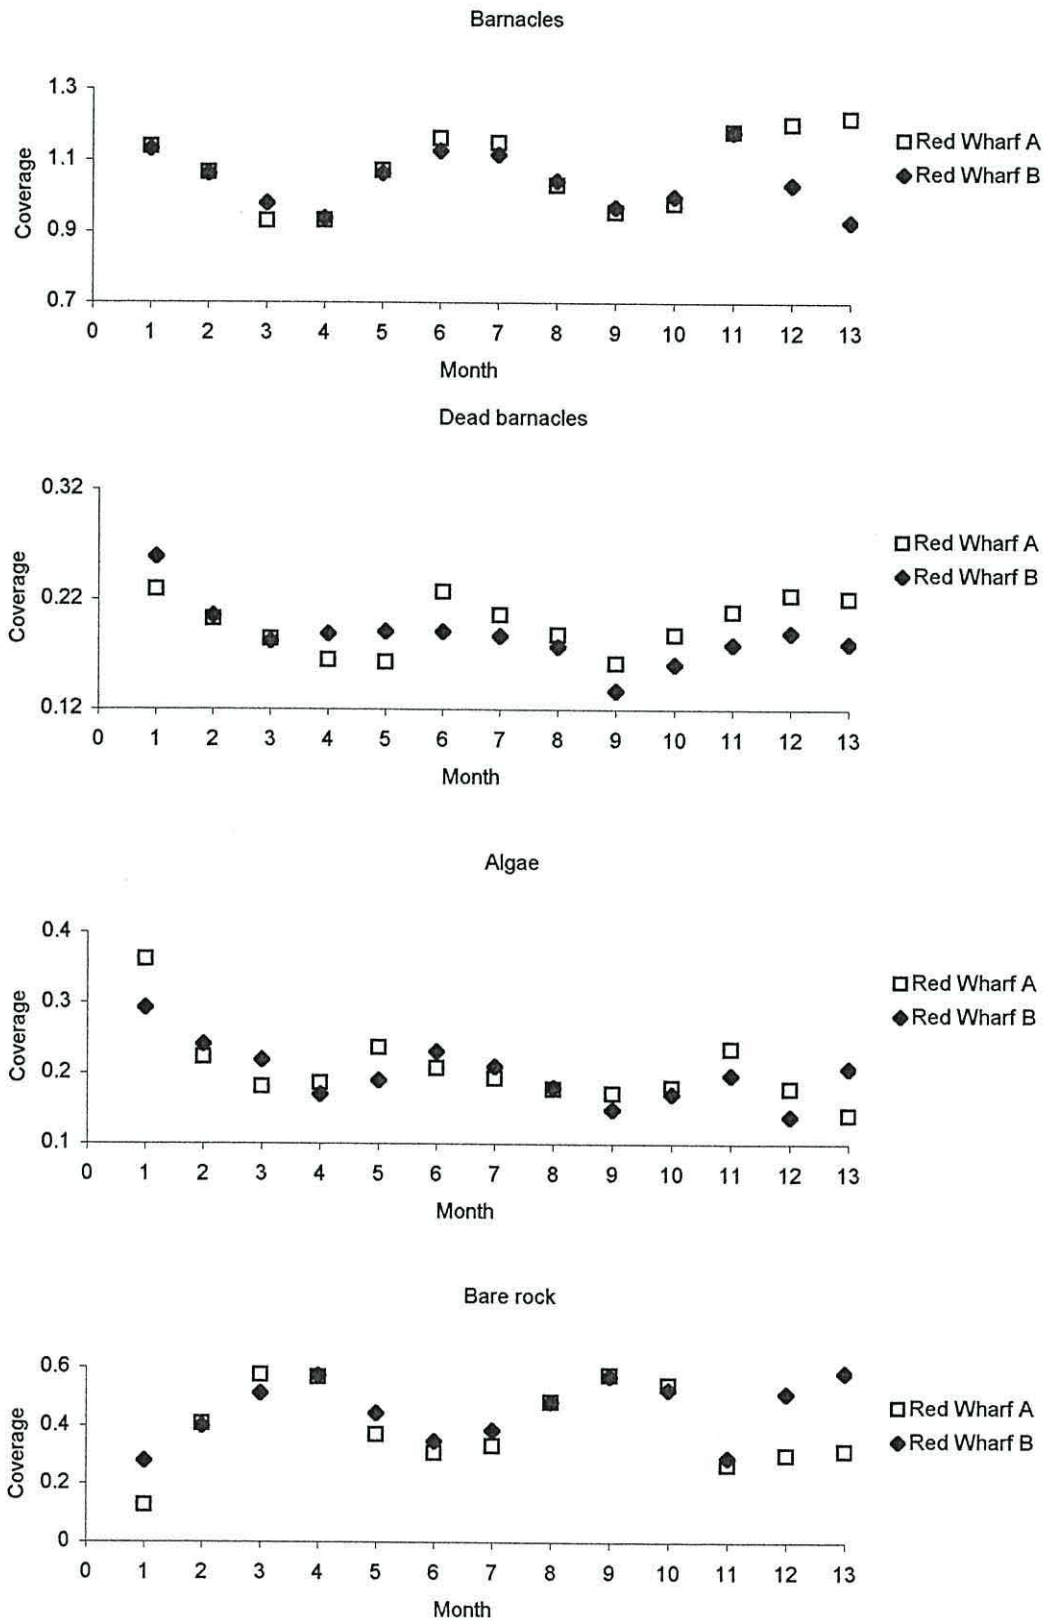 Barnacles
1.3
1.1
0.9
0.7
Coverage
0 1 2 3 4 5 6 7 8 9 10 11 12 13
Month
Red Wharf A
Red Wharf B
Dead barnacles
0.32
0.22
0.12
Coverage
0 1 2 3 4 5 6 7 8 9 10 11 12 13
Month
Red Wharf A
Red Wharf B
Algae
0.4
0.3
0.2
0.1
Coverage
0 1 2 3 4 5 6 7 8 9 10 11 12 13
Month
Red Wharf A
Red Wharf B
Bare rock
0.6
0.4
0.2
0
Coverage
0 1 2 3 4 5 6 7 8 9 10 11 12 13
Month
Red Wharf A
Red Wharf B